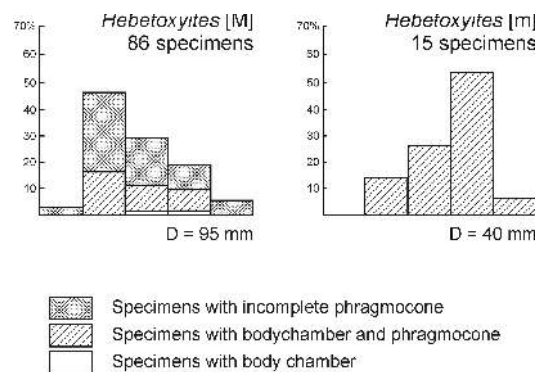 Hebetoxyites [M]
86 specimens
70%
60
50
40
30
20
10
D = 95 mm
Hebetoxyites [m]
15 specimens
70%
60
50
40
30
20
10
D = 40 mm
Specimens with incomplete phragmocone
Specimens with bodychamber and phragmocone
Specimens with body chamber